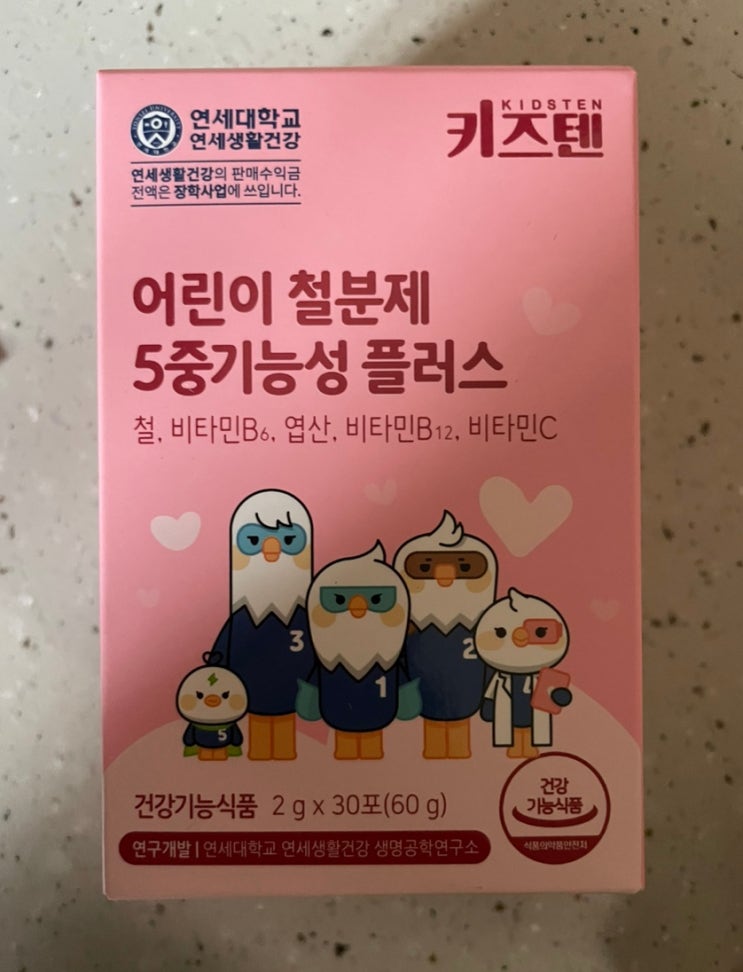 연세대학교
연세생활건강
연세생활건강의 판매수익금
전액은 장학사업에 쓰입니다.
KIDSTEN
키즈텐
어린이 철분제
5중기능성 플러스
철, 비타민B6, 엽산, 비타민B12, 비타민C
3
1
2
4
5
건강기능식품 2 g x 30포(60 g)
건강
기능식품
식품의약품안전처
연구개발 | 연세대학교 연세생활건강 생명공학연구소